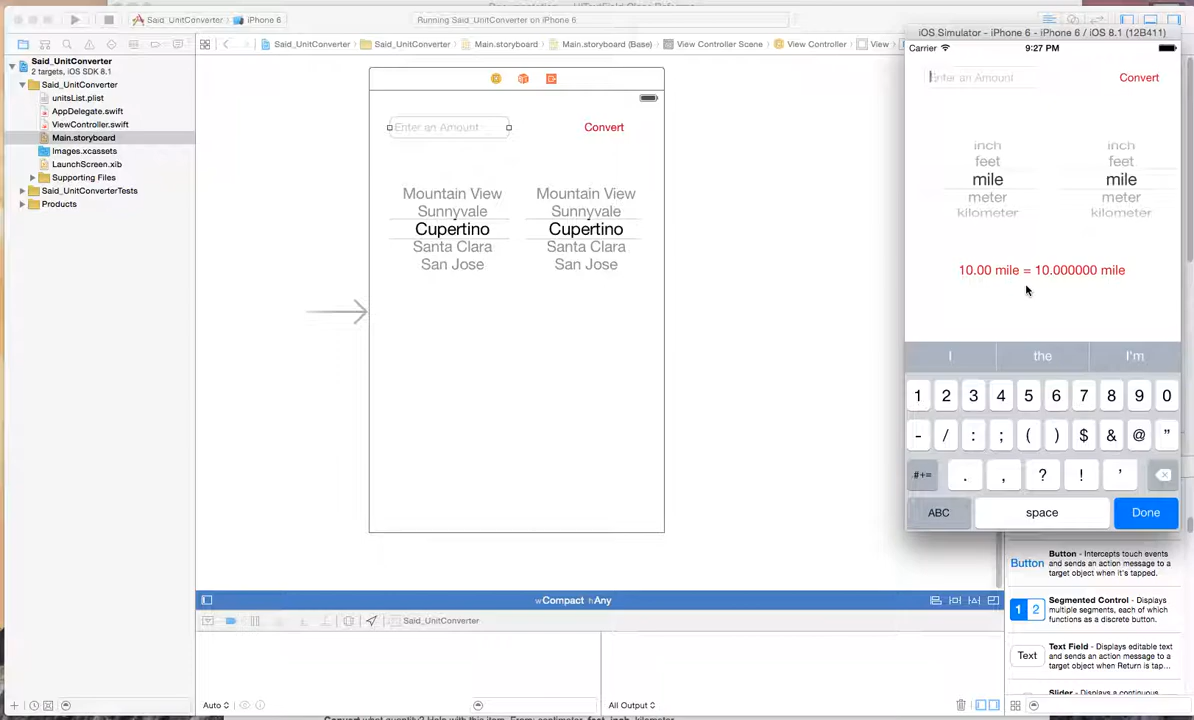 Said_UnitConverter
iPhone 6
Running Said_UnitConverter on iPhone 6
Said_UnitConverter
Said_UnitConverter
Main.storyboard
Main.storyboard (Base)
View Controller Scene
View Controller
View
Said_UnitConverter
2 targets, iOS SDK 8.1
Said_UnitConverter
unitsList.plist
AppDelegate.swift
ViewController.swift
Main.storyboard
Images.xcassets
LaunchScreen.xib
Supporting Files
Said_UnitConverterTests
Products
Enter an Amount
Convert
Mountain View
Mountain View
Sunnyvale
Sunnyvale
Cupertino
Cupertino
Santa Clara
Santa Clara
San Jose
San Jose
wCompact hAny
Said_UnitConverter
Auto
All Output
iOS Simulator - iPhone 6 - iPhone 6 / iOS 8.1 (12B411)
Carrier
9:27 PM
Enter an Amount
Convert
inch
inch
feet
feet
mile
mile
meter
meter
kilometer
kilometer
10.00 mile = 10.000000 mile
I
the
I'm
1 2 3 4 5 6 7 8 9 0
- / : ; ( ) $ & @ "
#+= . , ? ! '
ABC
space
Done
Button
Button - Intercepts touch events
and sends an action message to a
target object when it's tapped.
1 2
Segmented Control - Displays
multiple segments, each of which
functions as a discrete button.
Text
Text Field - Displays editable text
and sends an action message to a
target object when Return is tap...
Slider - Displays a continuous